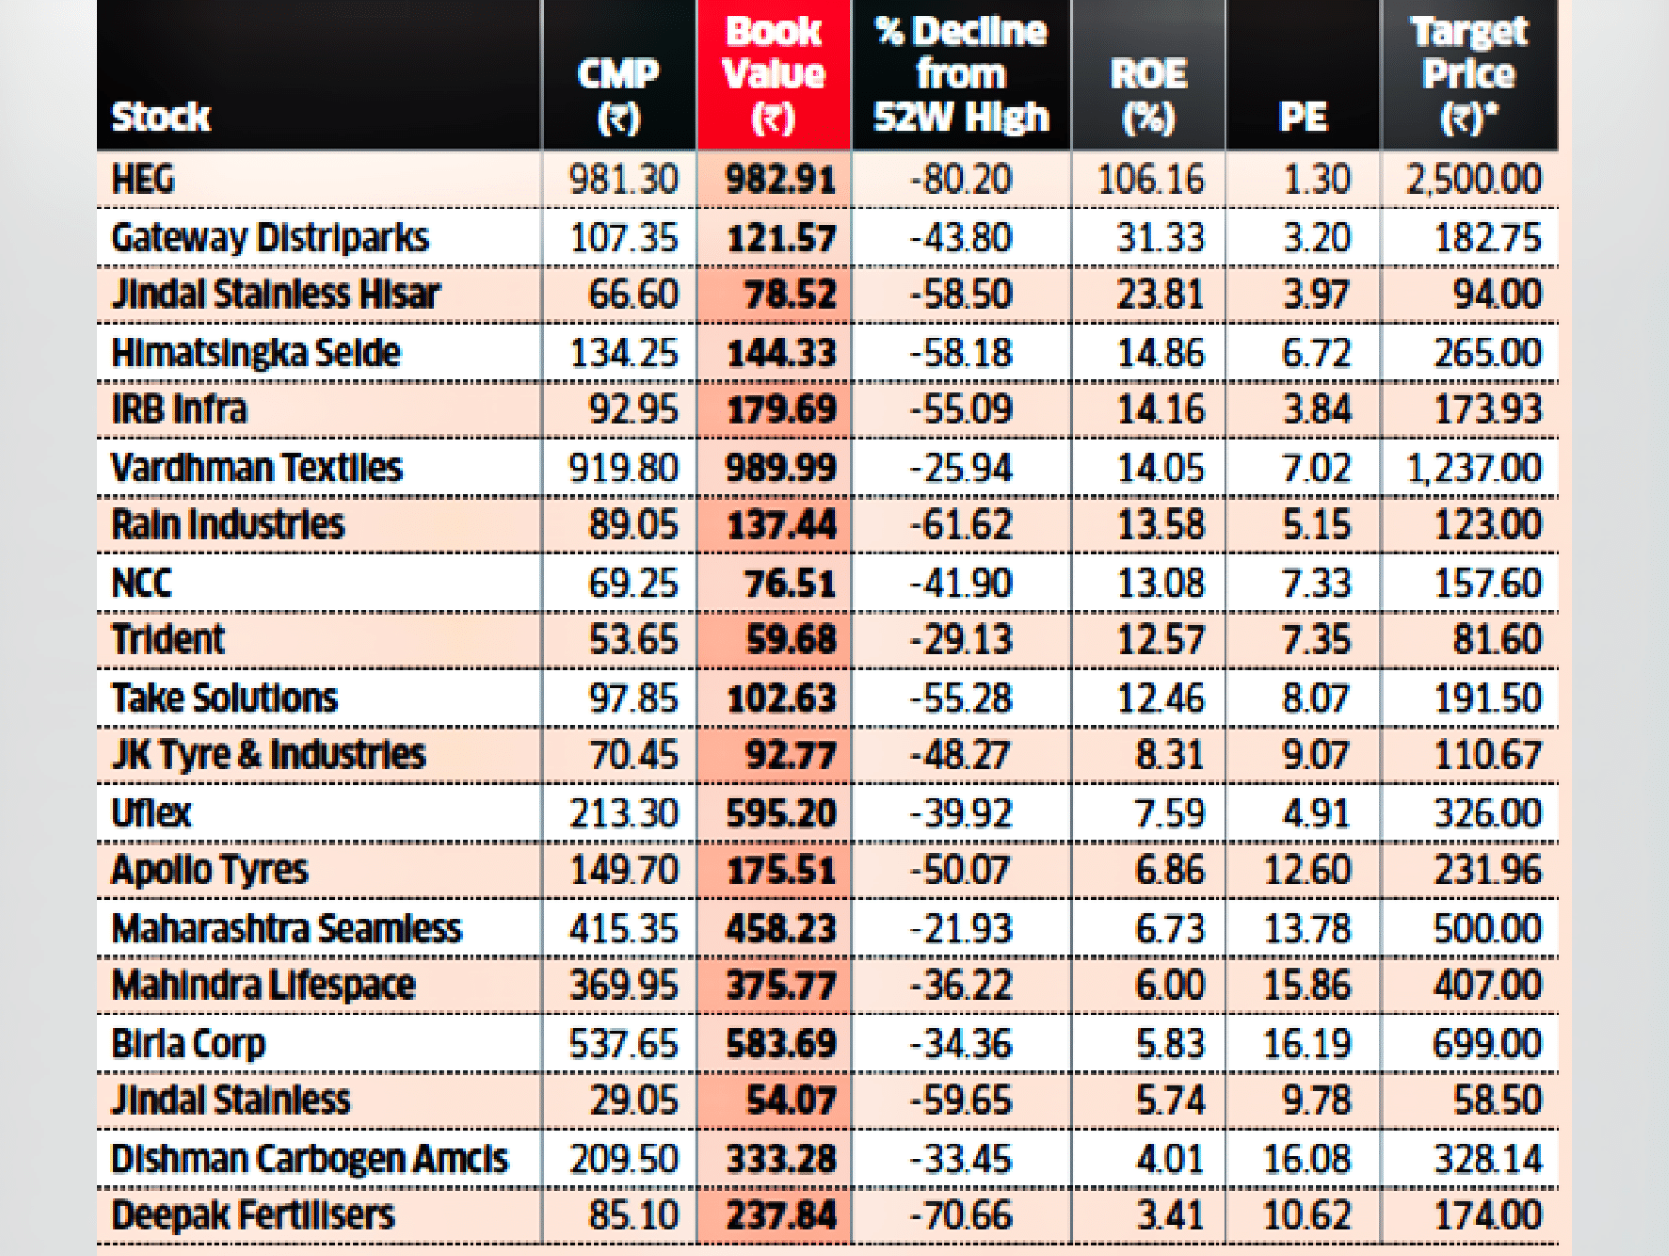 Stock CMP (₹) Book Value (₹) % Decline from 52W High ROE (%) PE Target Price (₹)*
HEG 981.30 982.91 -80.20 106.16 1.30 2,500.00
Gateway Distriparks 107.35 121.57 -43.80 31.33 3.20 182.75
Jindal Stainless Hisar 66.60 78.52 -58.50 23.81 3.97 94.00
Himatsingka Seide 134.25 144.33 -58.18 14.86 6.72 265.00
IRB Infra 92.95 179.69 -55.09 14.16 3.84 173.93
Vardhman Textiles 919.80 989.99 -25.94 14.05 7.02 1,237.00
Rain Industries 89.05 137.44 -61.62 13.58 5.15 123.00
NCC 69.25 76.51 -41.90 13.08 7.33 157.60
Trident 53.65 59.68 -29.13 12.57 7.35 81.60
Take Solutions 97.85 102.63 -55.28 12.46 8.07 191.50
JK Tyre & Industries 70.45 92.77 -48.27 8.31 9.07 110.67
Uflex 213.30 595.20 -39.92 7.59 4.91 326.00
Apollo Tyres 149.70 175.51 -50.07 6.86 12.60 231.96
Maharashtra Seamless 415.35 458.23 -21.93 6.73 13.78 500.00
Mahindra Lifespace 369.95 375.77 -36.22 6.00 15.86 407.00
Birla Corp 537.65 583.69 -34.36 5.83 16.19 699.00
Jindal Stainless 29.05 54.07 -59.65 5.74 9.78 58.50
Dishman Carbogen Amcis 209.50 333.28 -33.45 4.01 16.08 328.14
Deepak Fertilisers 85.10 237.84 -70.66 3.41 10.62 174.00